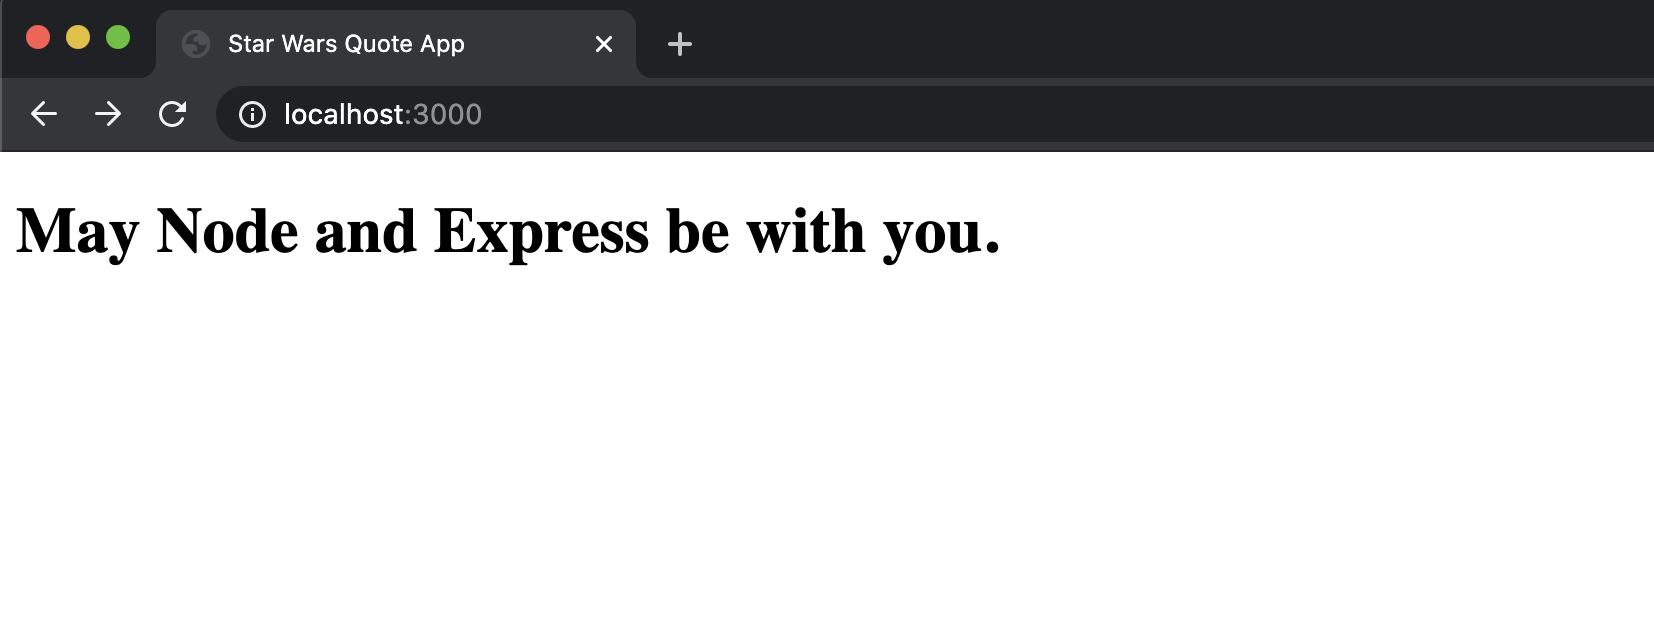 Star Wars Quote App
localhost:3000
May Node and Express be with you.